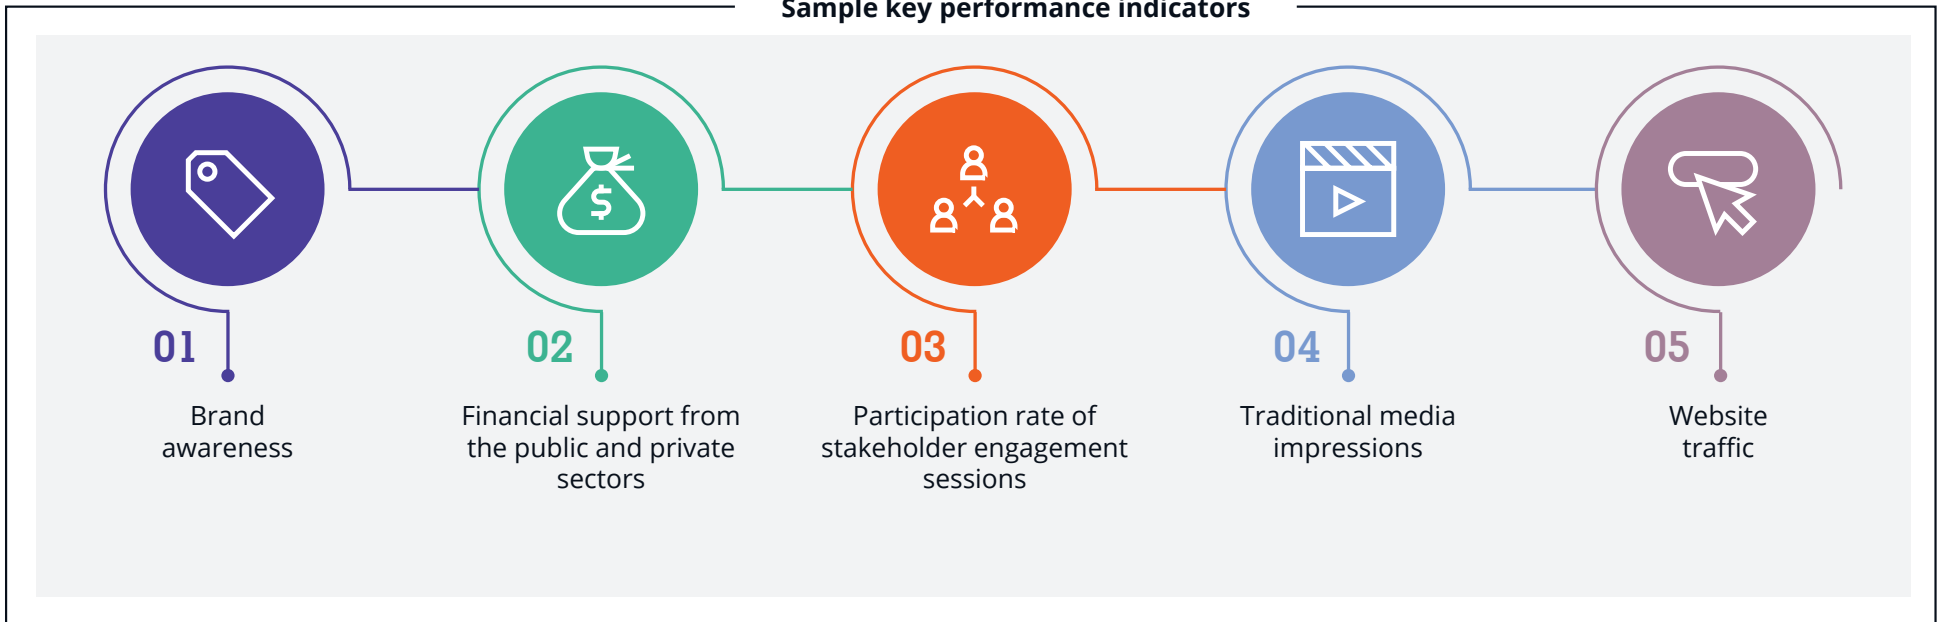 Sample key performance indicators
01
Brand
awareness
02
Financial support from
the public and private
sectors
03
Participation rate of
stakeholder engagement
sessions
04
Traditional media
impressions
05
Website
traffic